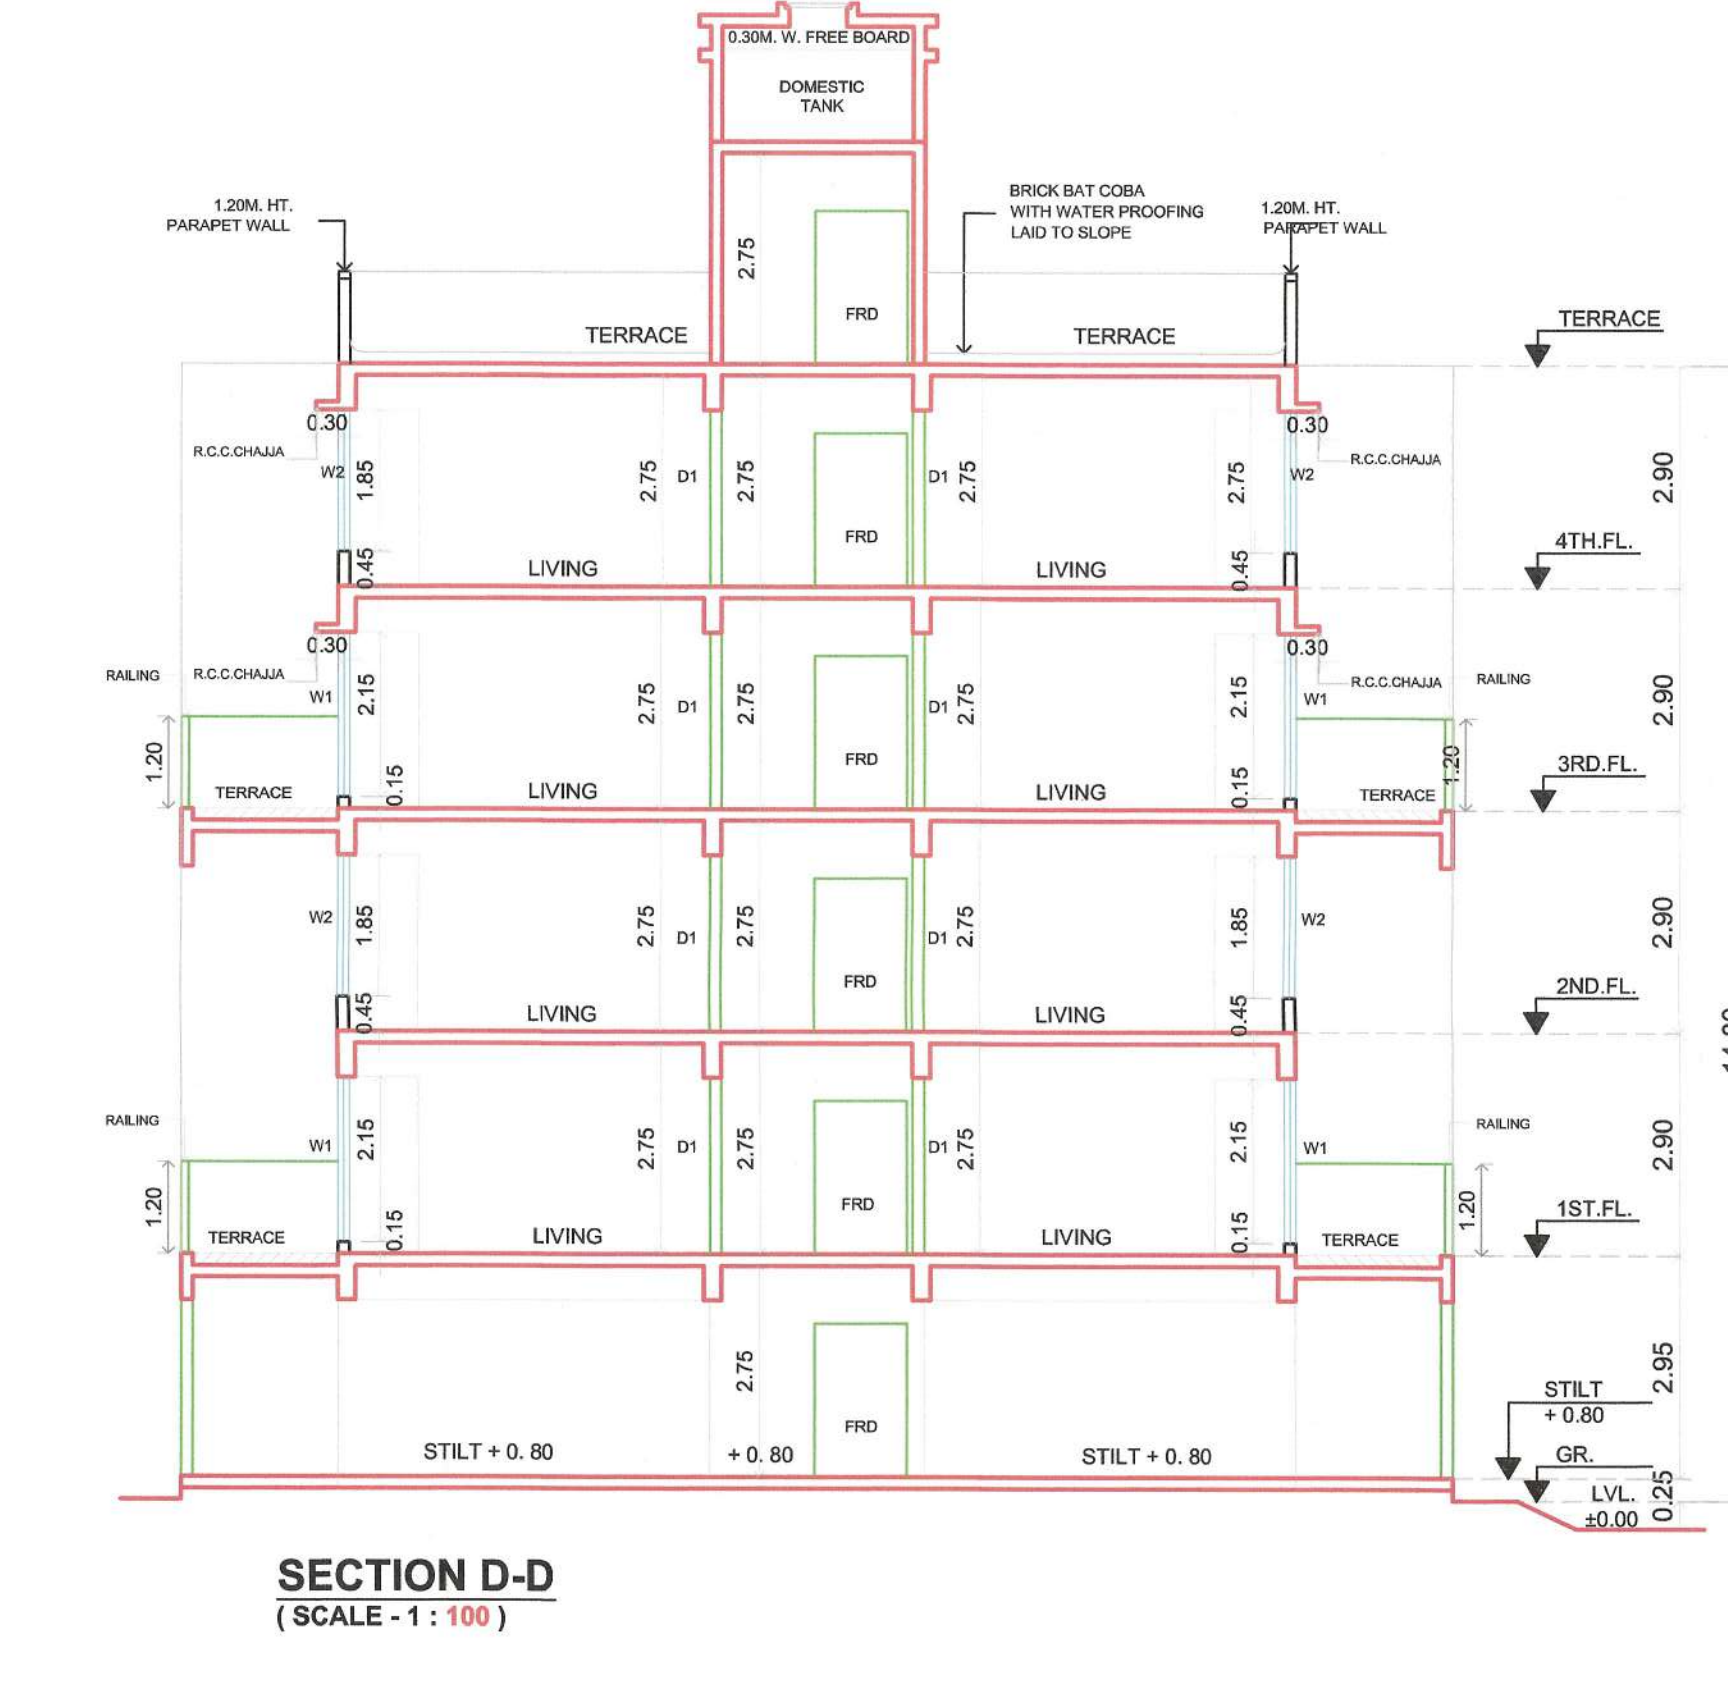 0.30M. W. FREE BOARD
DOMESTIC
TANK
1.20M. HT.
PARAPET WALL
BRICK BAT COBA
WITH WATER PROOFING
LAID TO SLOPE
1.20M. HT.
PARAPET WALL
2.75
FRD
TERRACE
TERRACE
TERRACE
0.30
0.30
R.C.C.CHAJJA
R.C.C.CHAJJA
W2
1.85
2.75
D1
2.75
D1
2.75
2.75
W2
2.90
FRD
4TH.FL.
0.45
LIVING
LIVING
0.45
0.30
0.30
RAILING
R.C.C.CHAJJA
R.C.C.CHAJJA
RAILING
W1
2.15
2.75
D1
2.75
D1
2.75
2.15
W1
2.90
1.20
FRD
1.20
3RD.FL.
TERRACE
0.15
LIVING
LIVING
0.15
TERRACE
W2
1.85
2.75
D1
2.75
D1
2.75
1.85
W2
2.90
FRD
2ND.FL.
0.45
LIVING
LIVING
0.45
RAILING
RAILING
W1
2.15
2.75
D1
2.75
D1
2.75
2.15
W1
2.90
1.20
FRD
1.20
1ST.FL.
TERRACE
0.15
LIVING
LIVING
0.15
TERRACE
2.75
2.95
STILT
+ 0.80
FRD
STILT + 0. 80
+ 0. 80
STILT + 0. 80
GR.
LVL.
±0.00
0.25
SECTION D-D
( SCALE - 1 : 100 )